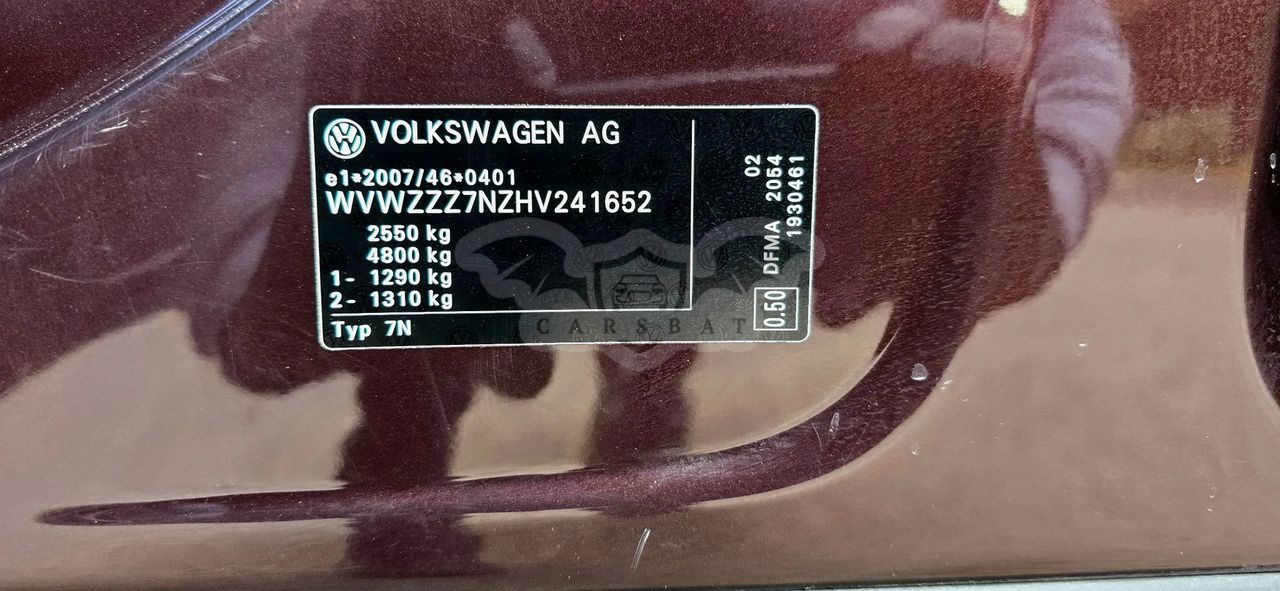 VOLKSWAGEN AG
e1*2007/46*0401
WVWZZZ7NZHV241652
2550 kg
4800 kg
1- 1290 kg
2- 1310 kg
Typ 7N
02
DFMA 2054
1930461
0.50
CARSBAT